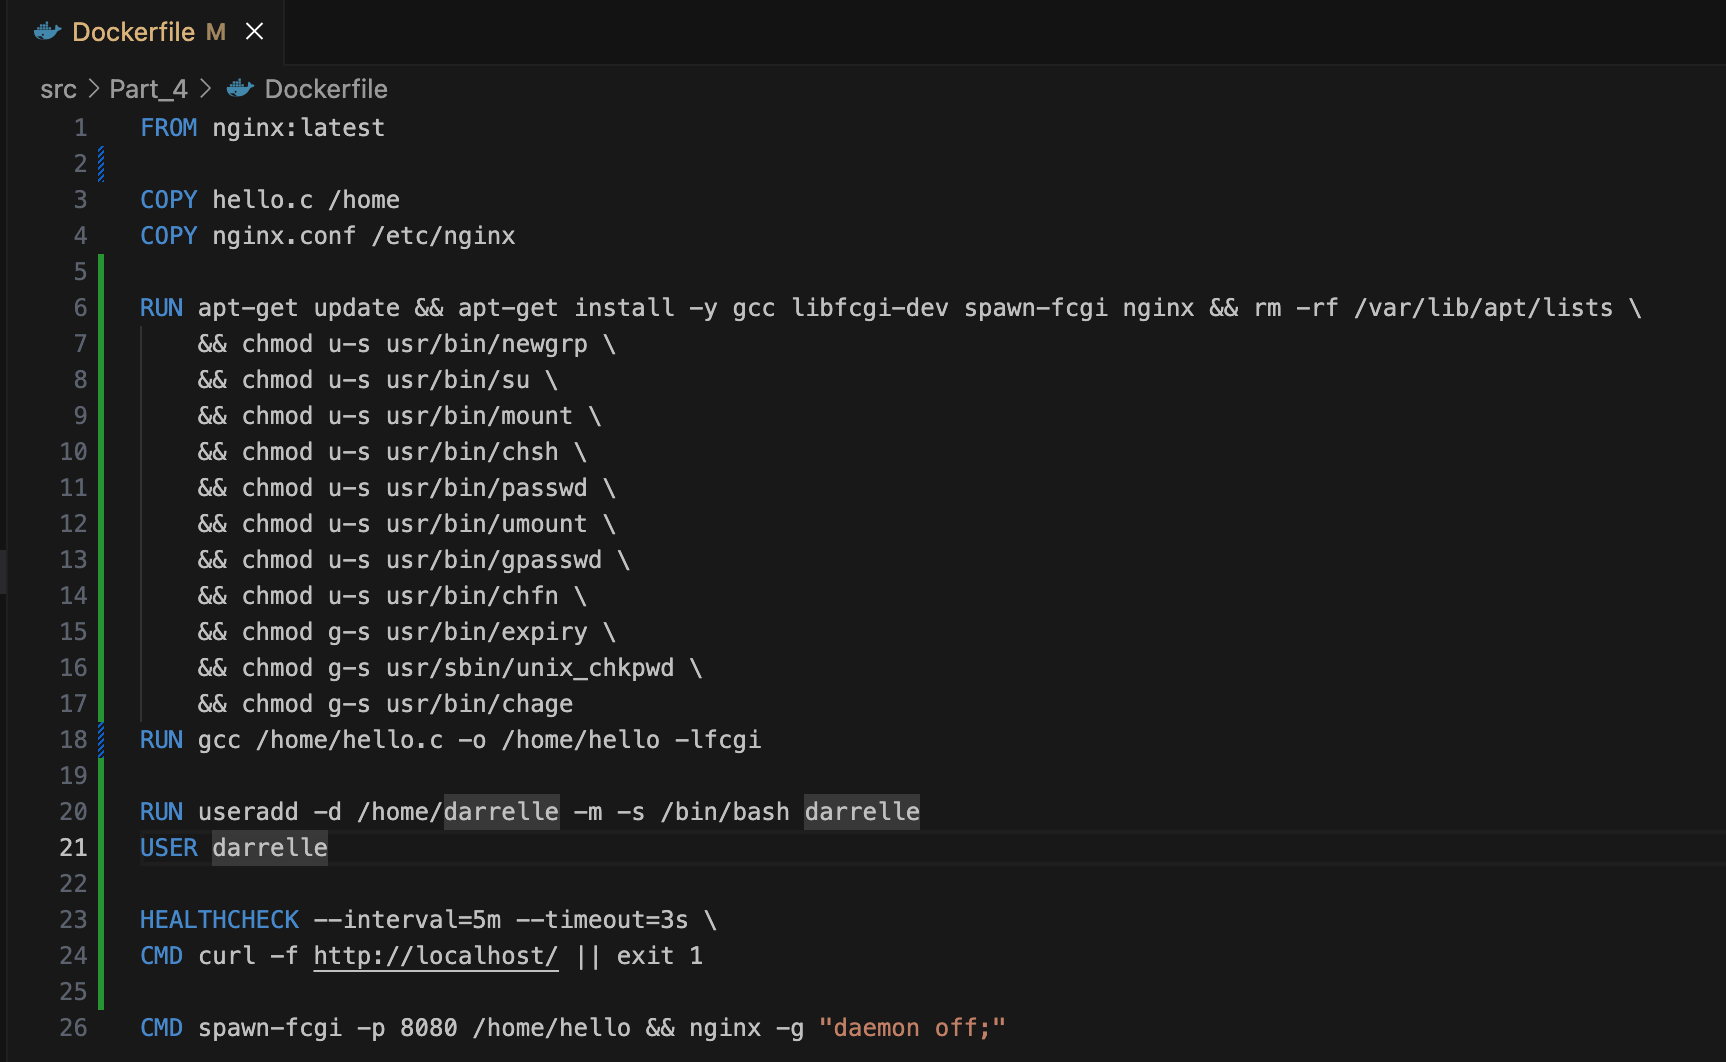 Dockerfile M
src > Part_4 > Dockerfile
1 FROM nginx:latest
2
3 COPY hello.c /home
4 COPY nginx.conf /etc/nginx
5
6 RUN apt-get update && apt-get install -y gcc libfcgi-dev spawn-fcgi nginx && rm -rf /var/lib/apt/lists \
7 && chmod u-s usr/bin/newgrp \
8 && chmod u-s usr/bin/su \
9 && chmod u-s usr/bin/mount \
10 && chmod u-s usr/bin/chsh \
11 && chmod u-s usr/bin/passwd \
12 && chmod u-s usr/bin/umount \
13 && chmod u-s usr/bin/gpasswd \
14 && chmod u-s usr/bin/chfn \
15 && chmod g-s usr/bin/expiry \
16 && chmod g-s usr/sbin/unix_chkpwd \
17 && chmod g-s usr/bin/chage
18 RUN gcc /home/hello.c -o /home/hello -lfcgi
19
20 RUN useradd -d /home/darrelle -m -s /bin/bash darrelle
21 USER darrelle
22
23 HEALTHCHECK --interval=5m --timeout=3s \
24 CMD curl -f http://localhost/ || exit 1
25
26 CMD spawn-fcgi -p 8080 /home/hello && nginx -g "daemon off;"